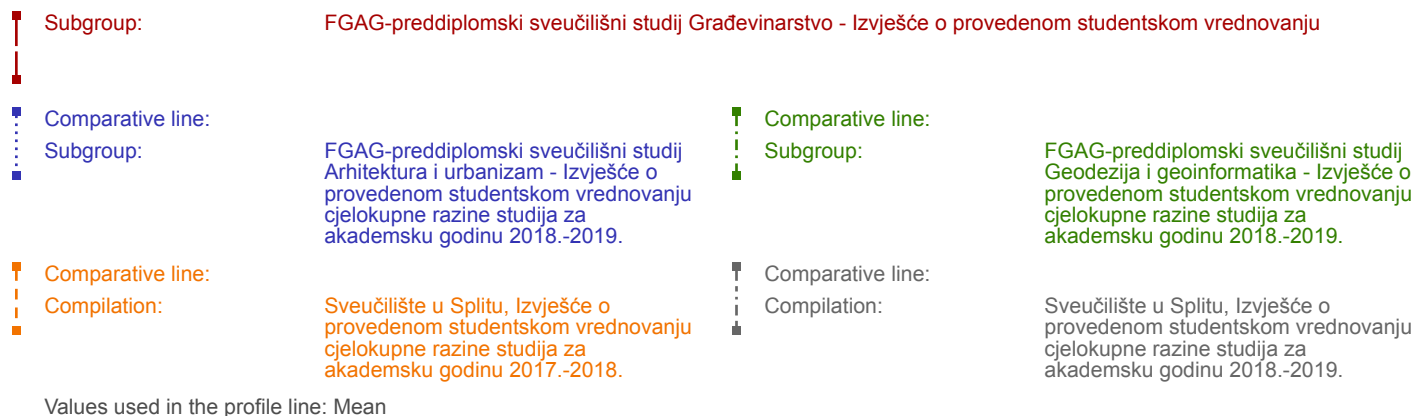 Subgroup: FGAG-preddiplomski sveučilišni studij Građevinarstvo - Izvješće o provedenom studentskom vrednovanju
Comparative line:
Subgroup: FGAG-preddiplomski sveučilišni studij
Arhitektura i urbanizam - Izvješće o
provedenom studentskom vrednovanju
cjelokupne razine studija za
akademsku godinu 2018.-2019.
Comparative line:
Subgroup: FGAG-preddiplomski sveučilišni studij
Geodezija i geoinformatika - Izvješće o
provedenom studentskom vrednovanju
cjelokupne razine studija za
akademsku godinu 2018.-2019.
Comparative line:
Compilation: Sveučilište u Splitu, Izvješće o
provedenom studentskom vrednovanju
cjelokupne razine studija za
akademsku godinu 2017.-2018.
Comparative line:
Compilation: Sveučilište u Splitu, Izvješće o
provedenom studentskom vrednovanju
cjelokupne razine studija za
akademsku godinu 2018.-2019.
Values used in the profile line: Mean